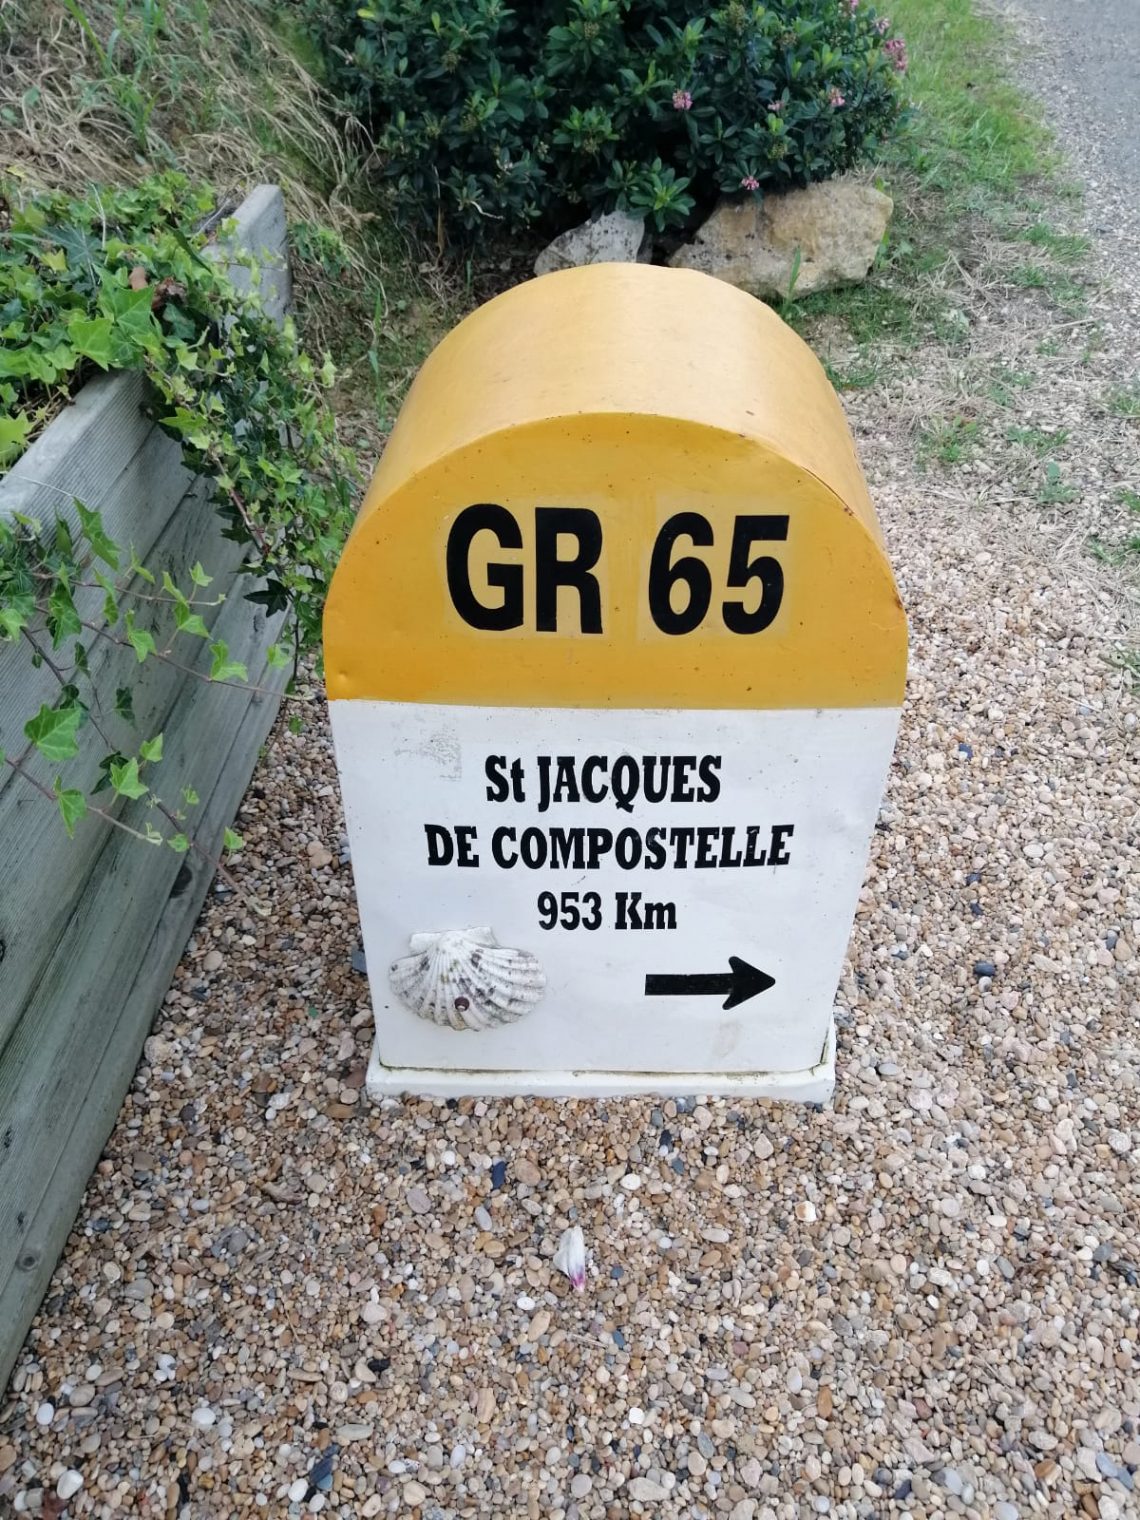 GR 65
St JACQUES
DE COMPOSTELLE
953 Km